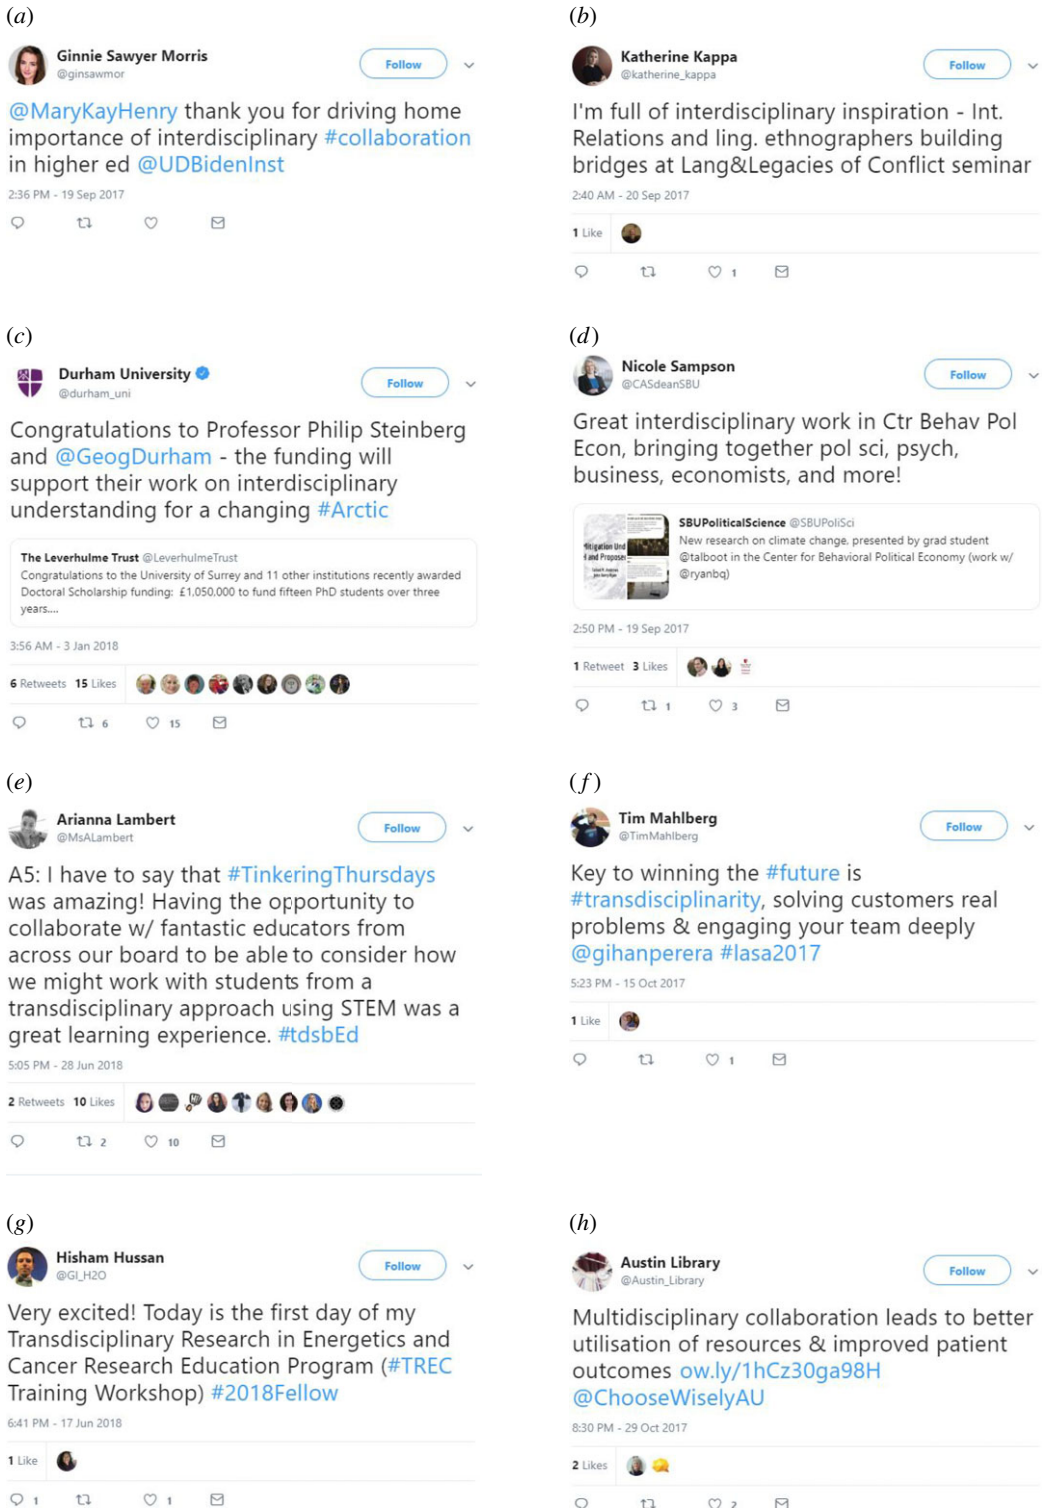 (a)
Ginnie Sawyer Morris
@ginsawmor
Follow
@MaryKayHenry thank you for driving home
importance of interdisciplinary #collaboration
in higher ed @UDBidenInst
2:36 PM - 19 Sep 2017
(b)
Katherine Kappa
@katherine_kappa
Follow
I'm full of interdisciplinary inspiration - Int.
Relations and ling. ethnographers building
bridges at Lang&Legacies of Conflict seminar
2:40 AM - 20 Sep 2017
1 Like
1
(c)
Durham University
@durham_uni
Follow
Congratulations to Professor Philip Steinberg
and @GeogDurham - the funding will
support their work on interdisciplinary
understanding for a changing #Arctic
The Leverhulme Trust @LeverhulmeTrust
Congratulations to the University of Surrey and 11 other institutions recently awarded
Doctoral Scholarship funding: £1,050,000 to fund fifteen PhD students over three
years....
3:56 AM - 3 Jan 2018
6 Retweets 15 Likes
6 15
(d)
Nicole Sampson
@CASdeanSBU
Follow
Great interdisciplinary work in Ctr Behav Pol
Econ, bringing together pol sci, psych,
business, economists, and more!
SBUPoliticalScience @SBUPoliSci
New research on climate change, presented by grad student
@talboot in the Center for Behavioral Political Economy (work w/
@ryanbq)
2:50 PM - 19 Sep 2017
1 Retweet 3 Likes
1 3
(e)
Arianna Lambert
@MsALambert
Follow
A5: I have to say that #TinkeringThursdays
was amazing! Having the opportunity to
collaborate w/ fantastic educators from
across our board to be able to consider how
we might work with students from a
transdisciplinary approach using STEM was a
great learning experience. #tdsbEd
5:05 PM - 28 Jun 2018
2 Retweets 10 Likes
2 10
(f)
Tim Mahlberg
@TimMahlberg
Follow
Key to winning the #future is
#transdisciplinarity, solving customers real
problems & engaging your team deeply
@gihanperera #lasa2017
5:23 PM - 15 Oct 2017
1 Like
1
(g)
Hisham Hussan
@GI_H2O
Follow
Very excited! Today is the first day of my
Transdisciplinary Research in Energetics and
Cancer Research Education Program (#TREC
Training Workshop) #2018Fellow
6:41 PM - 17 Jun 2018
1 Like
1 1
(h)
Austin Library
@Austin_Library
Follow
Multidisciplinary collaboration leads to better
utilisation of resources & improved patient
outcomes ow.ly/1hCz30ga98H
@ChooseWiselyAU
8:30 PM - 29 Oct 2017
2 Likes
2